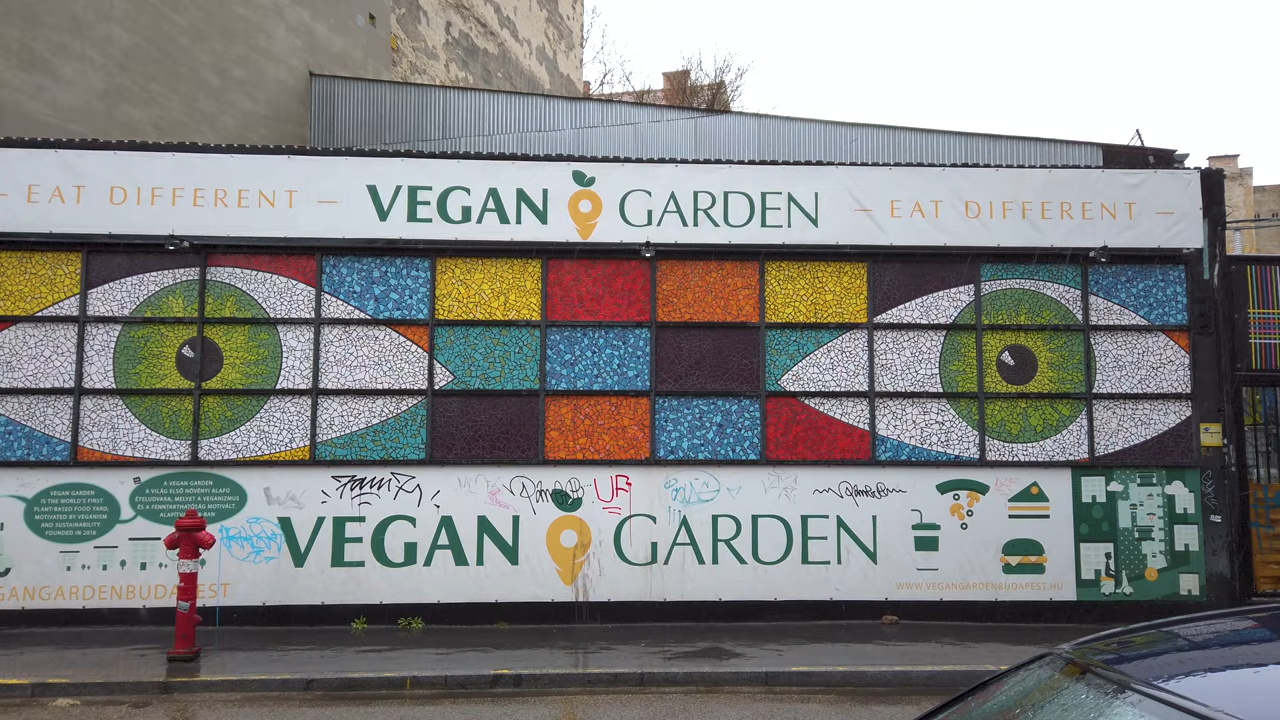 — EAT DIFFERENT —
VEGAN GARDEN
— EAT DIFFERENT —
VEGAN GARDEN
IS THE WORLD'S FIRST
PLANT-BASED FOOD YARD,
MOTIVATED BY VEGANISM
AND SUSTAINABILITY.
FOUNDED IN 2018
A VEGAN GARDEN
A VILÁG ELSŐ NÖVÉNYI ALAPÚ
ÉTELUDVARA, MELYET A VEGANIZMUS
ÉS A FENNTARTHATÓSÁG MOTIVÁLT.
UF
VEGAN GARDEN
GANGARDENBUDAPEST
WWW.VEGANGARDENBUDAPEST.HU